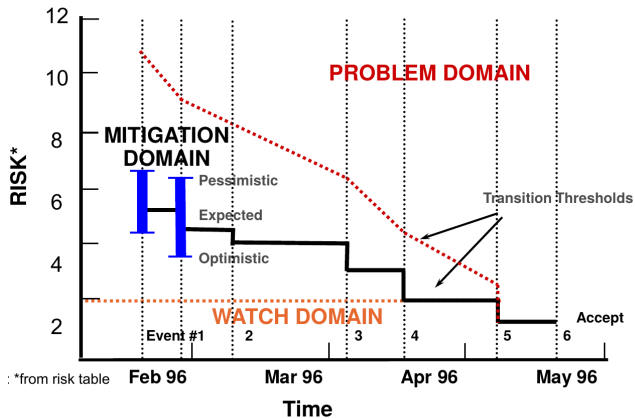 12
10
8
6
4
2
RISK*
PROBLEM DOMAIN
MITIGATION
DOMAIN
Pessimistic
Expected
Optimistic
Transition Thresholds
WATCH DOMAIN
Accept
Event #1 2 3 4 5 6
: *from risk table
Feb 96 Mar 96 Apr 96 May 96
Time